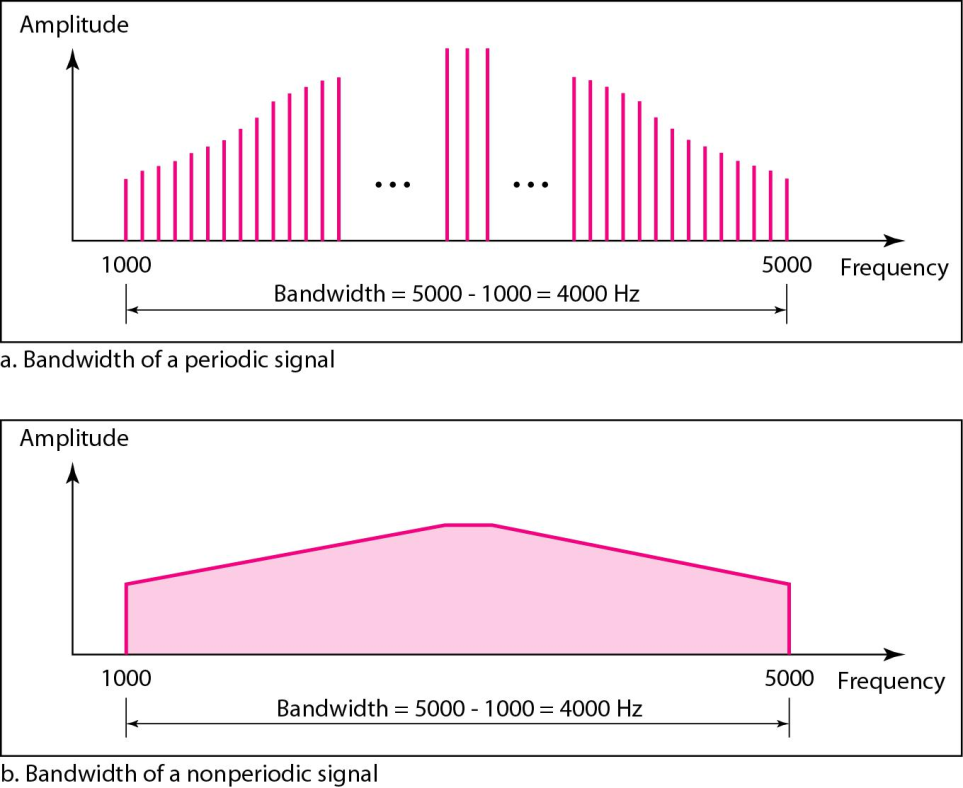 Amplitude
1000
5000
Frequency
Bandwidth = 5000 - 1000 = 4000 Hz
a. Bandwidth of a periodic signal
Amplitude
1000
5000
Frequency
Bandwidth = 5000 - 1000 = 4000 Hz
b. Bandwidth of a nonperiodic signal